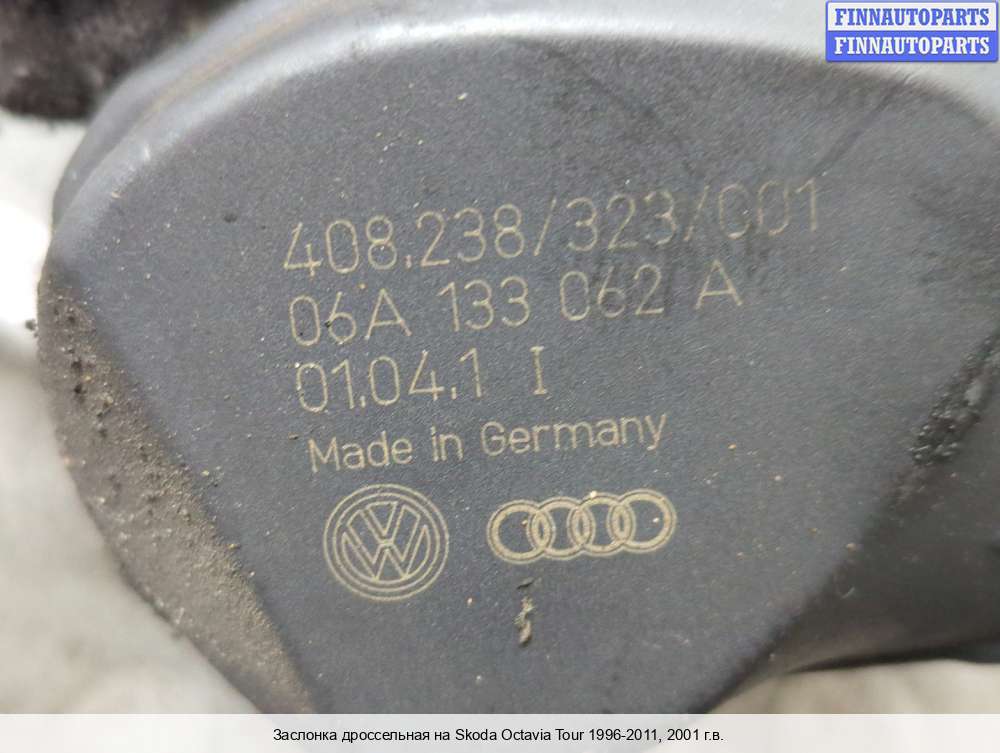 FINNAUTOPARTS
FINNAUTOPARTS
408.238/323/001
06A 133 062 A
01.04.1 I
Made in Germany
VW
Заслонка дроссельная на Skoda Octavia Tour 1996-2011, 2001 г.в.